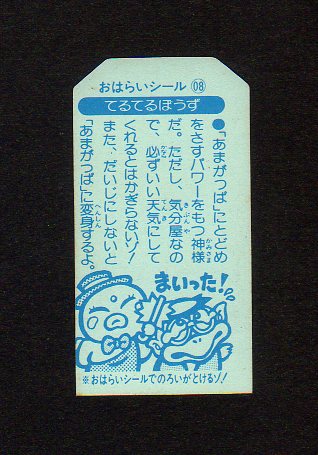 おはらいシール 08
てるてるぼうず
●「あまがっぱ」にとどめ
をさすパワーをもつ神様
だ。ただし、気分屋なの
で、必ずいい天気にして
くれるとはかぎらないゾ!
また、だいじにしないと
「あまがっぱ」に変身するよ。
まいった!
※おはらいシールでのろいがとけるゾ!